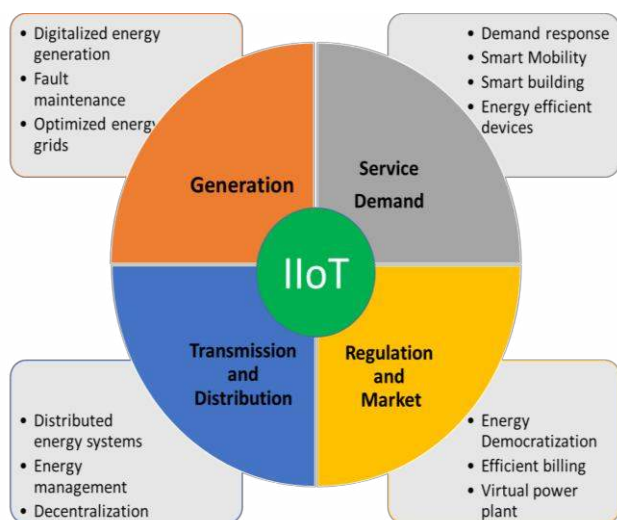 • Digitalized energy
generation
• Fault
maintenance
• Optimized energy
grids
• Demand response
• Smart Mobility
• Smart building
• Energy efficient
devices
Generation
Service
Demand
IIoT
Transmission
and
Distribution
Regulation
and
Market
• Distributed
energy systems
• Energy
management
• Decentralization
• Energy
Democratization
• Efficient billing
• Virtual power
plant